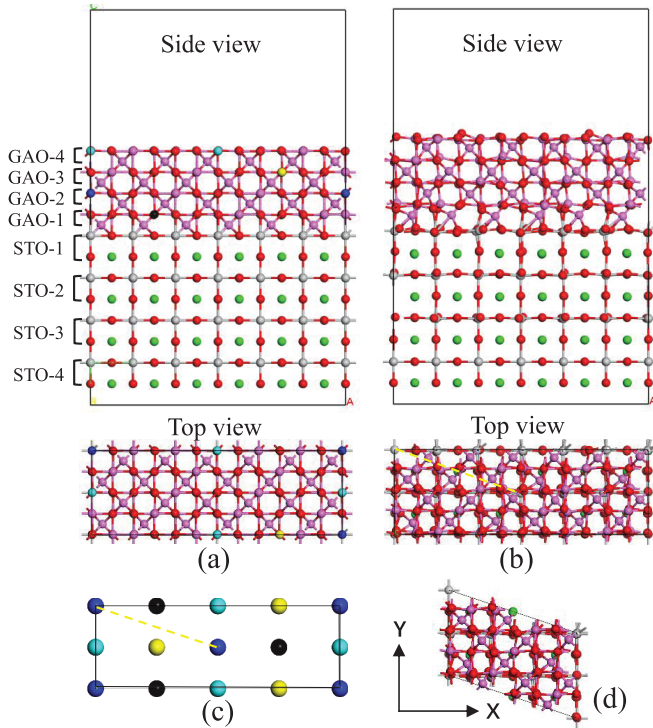 Side view
Side view
GAO-4
GAO-3
GAO-2
GAO-1
STO-1
STO-2
STO-3
STO-4
A
Top view
Top view
(a)
(b)
Y
X
(c)
(d)